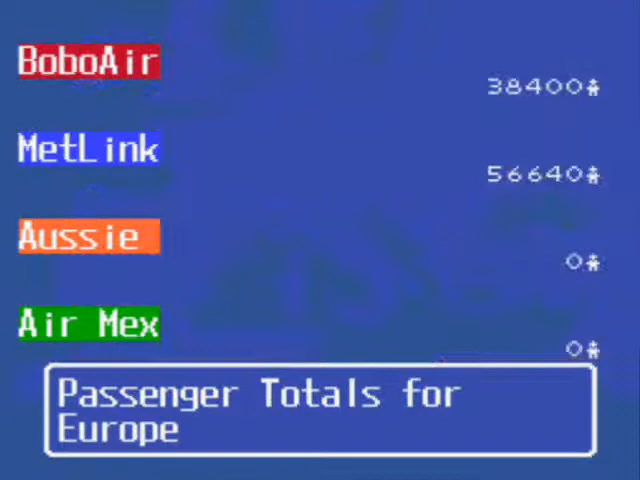 BoboAir
38400
MetLink
56640
Aussie
0
Air Mex
0
Passenger Totals for
Europe